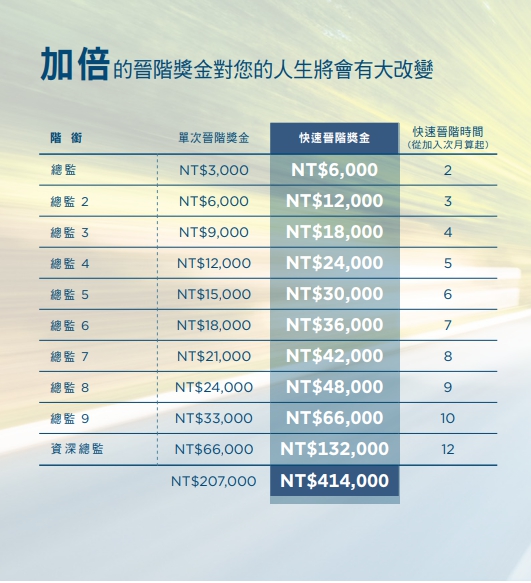 加倍的晉階獎金對您的人生將會有大改變
階 銜 單次晉階獎金 快速晉階獎金 快速晉階時間
(從加入次月算起)
總監 NT$3,000 NT$6,000 2
總監 2 NT$6,000 NT$12,000 3
總監 3 NT$9,000 NT$18,000 4
總監 4 NT$12,000 NT$24,000 5
總監 5 NT$15,000 NT$30,000 6
總監 6 NT$18,000 NT$36,000 7
總監 7 NT$21,000 NT$42,000 8
總監 8 NT$24,000 NT$48,000 9
總監 9 NT$33,000 NT$66,000 10
資深總監 NT$66,000 NT$132,000 12
NT$207,000 NT$414,000